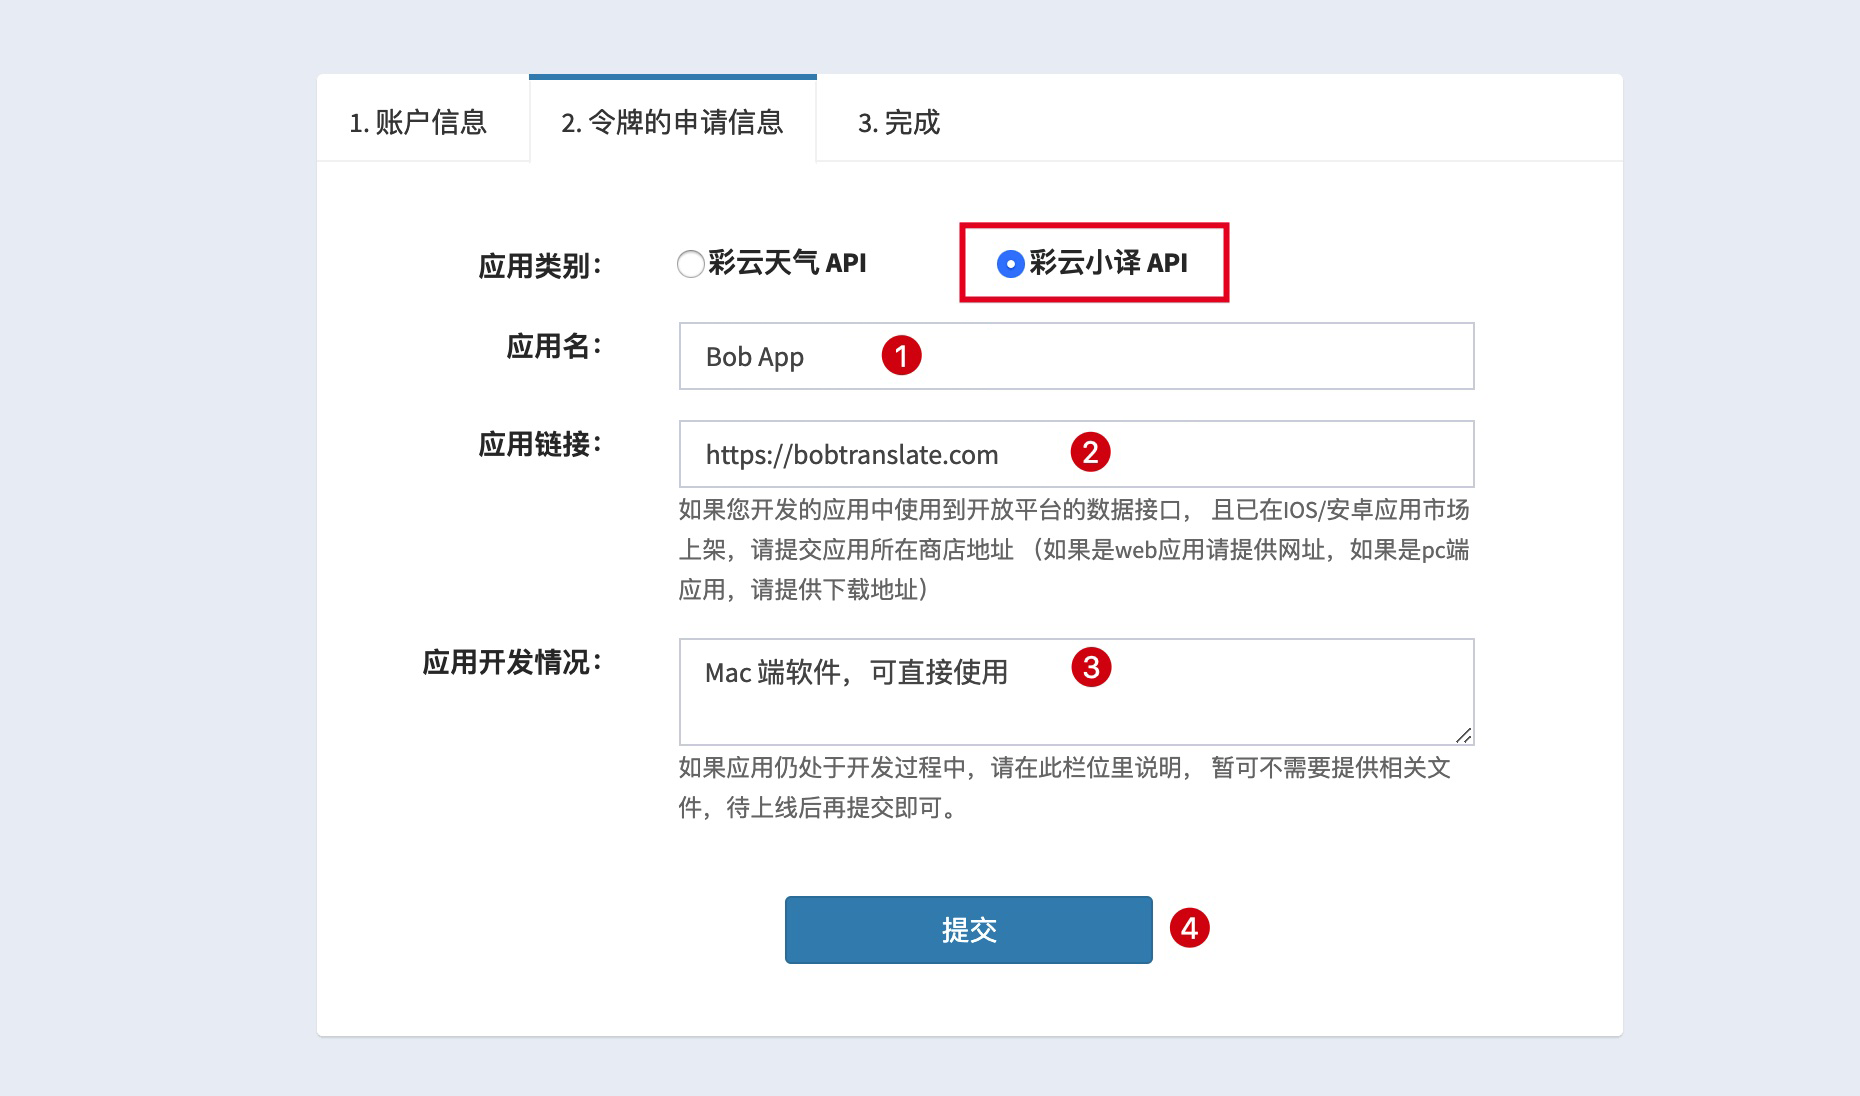 1. 账户信息
2. 令牌的申请信息
3. 完成
应用类别：
彩云天气 API
彩云小译 API
应用名：
Bob App
1
应用链接：
https://bobtranslate.com
2
如果您开发的应用中使用到开放平台的数据接口， 且已在IOS/安卓应用市场
上架，请提交应用所在商店地址 （如果是web应用请提供网址，如果是pc端
应用，请提供下载地址）
应用开发情况：
Mac 端软件，可直接使用
3
如果应用仍处于开发过程中，请在此栏位里说明， 暂可不需要提供相关文
件，待上线后再提交即可。
提交
4